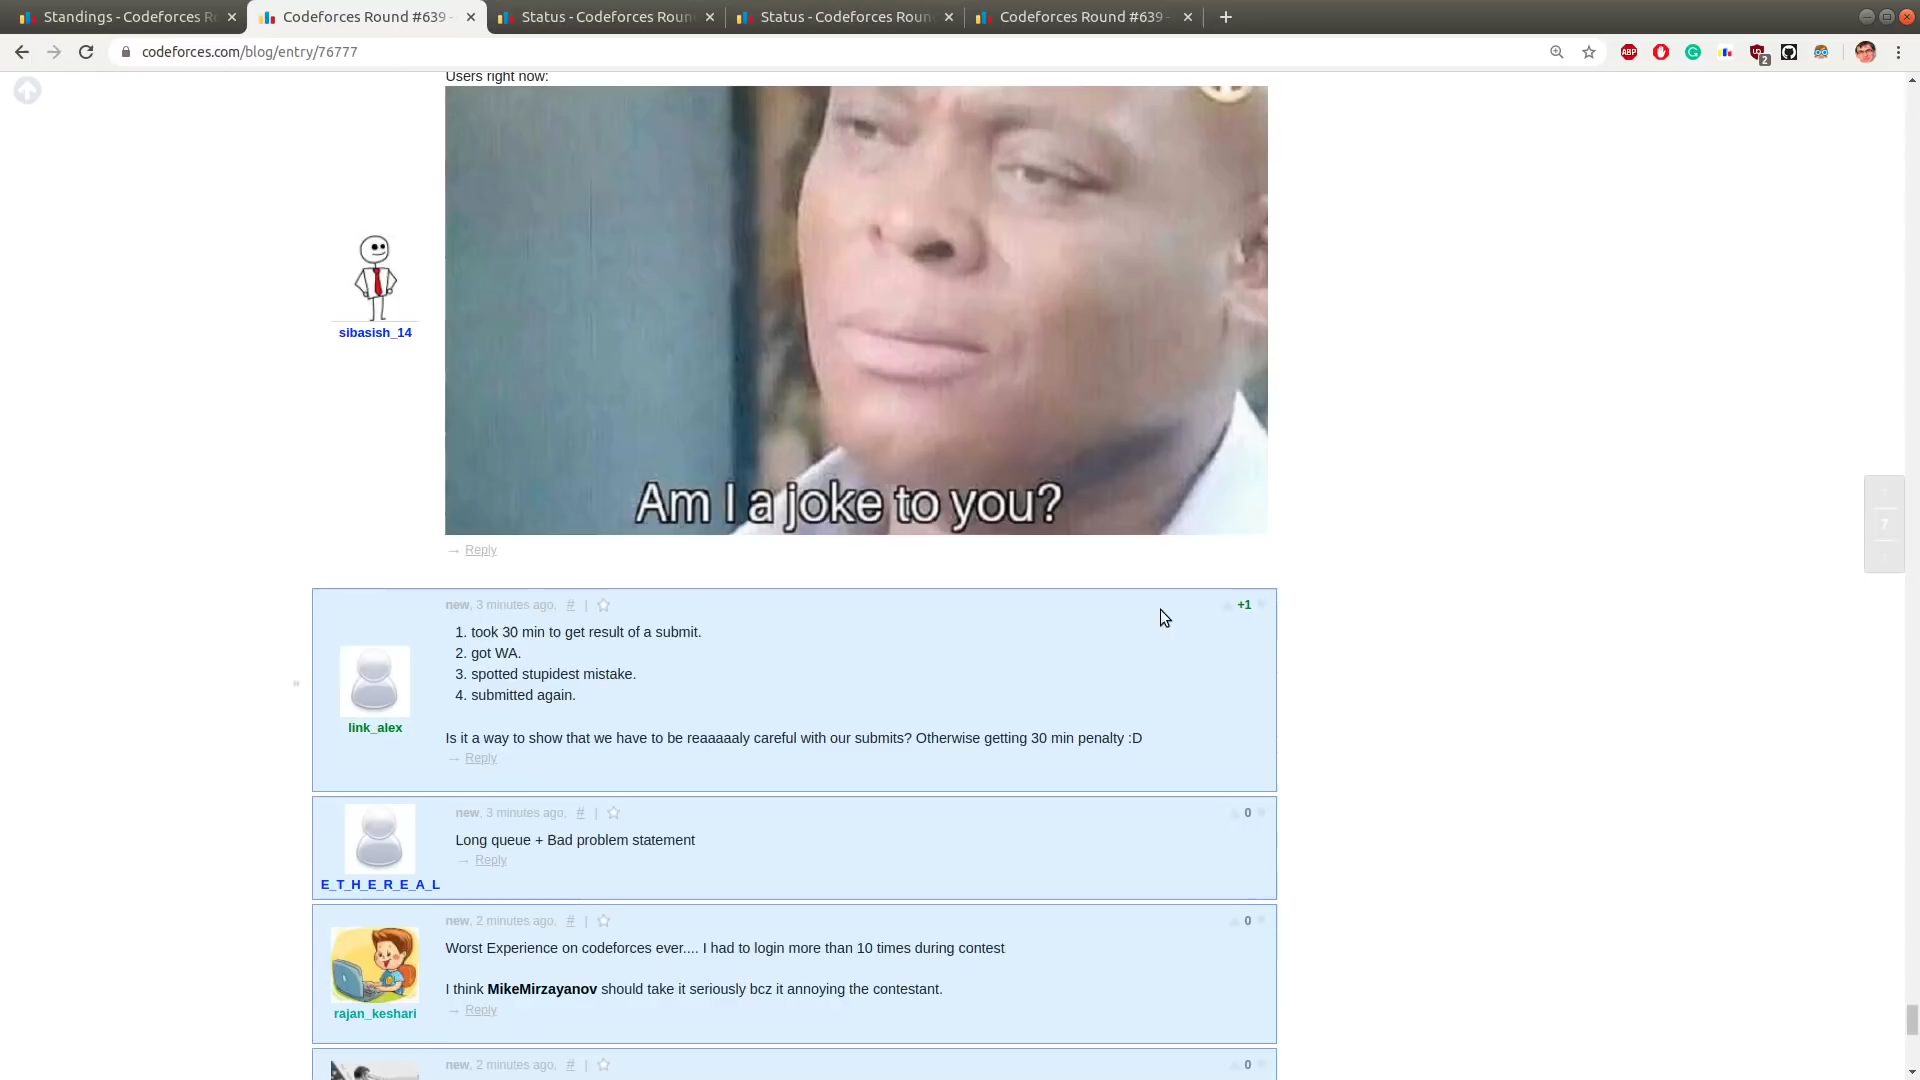 Standings - Codeforces R
Codeforces Round #639 -
Status - Codeforces Roun
Status - Codeforces Roun
Codeforces Round #639 -
codeforces.com/blog/entry/76777
ABP
2
Users right now:
Am I a joke to you?
sibasish_14
→ Reply
7
new, 3 minutes ago, # |
+1
1. took 30 min to get result of a submit.
2. got WA.
3. spotted stupidest mistake.
4. submitted again.
link_alex
Is it a way to show that we have to be reaaaaaly careful with our submits? Otherwise getting 30 min penalty :D
→ Reply
new, 3 minutes ago, # |
0
Long queue + Bad problem statement
→ Reply
E_T_H_E_R_E_A_L
new, 2 minutes ago, # |
0
Worst Experience on codeforces ever.... I had to login more than 10 times during contest
I think MikeMirzayanov should take it seriously bcz it annoying the contestant.
→ Reply
rajan_keshari
new, 2 minutes ago, # |
0